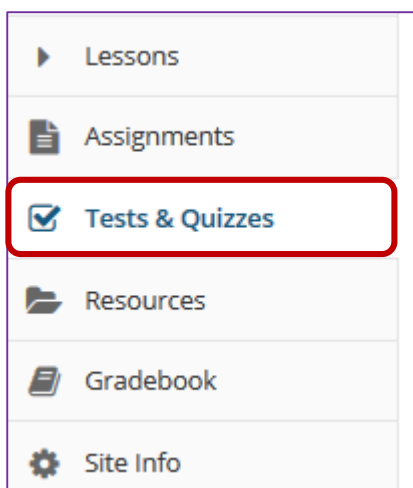 Lessons
Assignments
Tests & Quizzes
Resources
Gradebook
Site Info